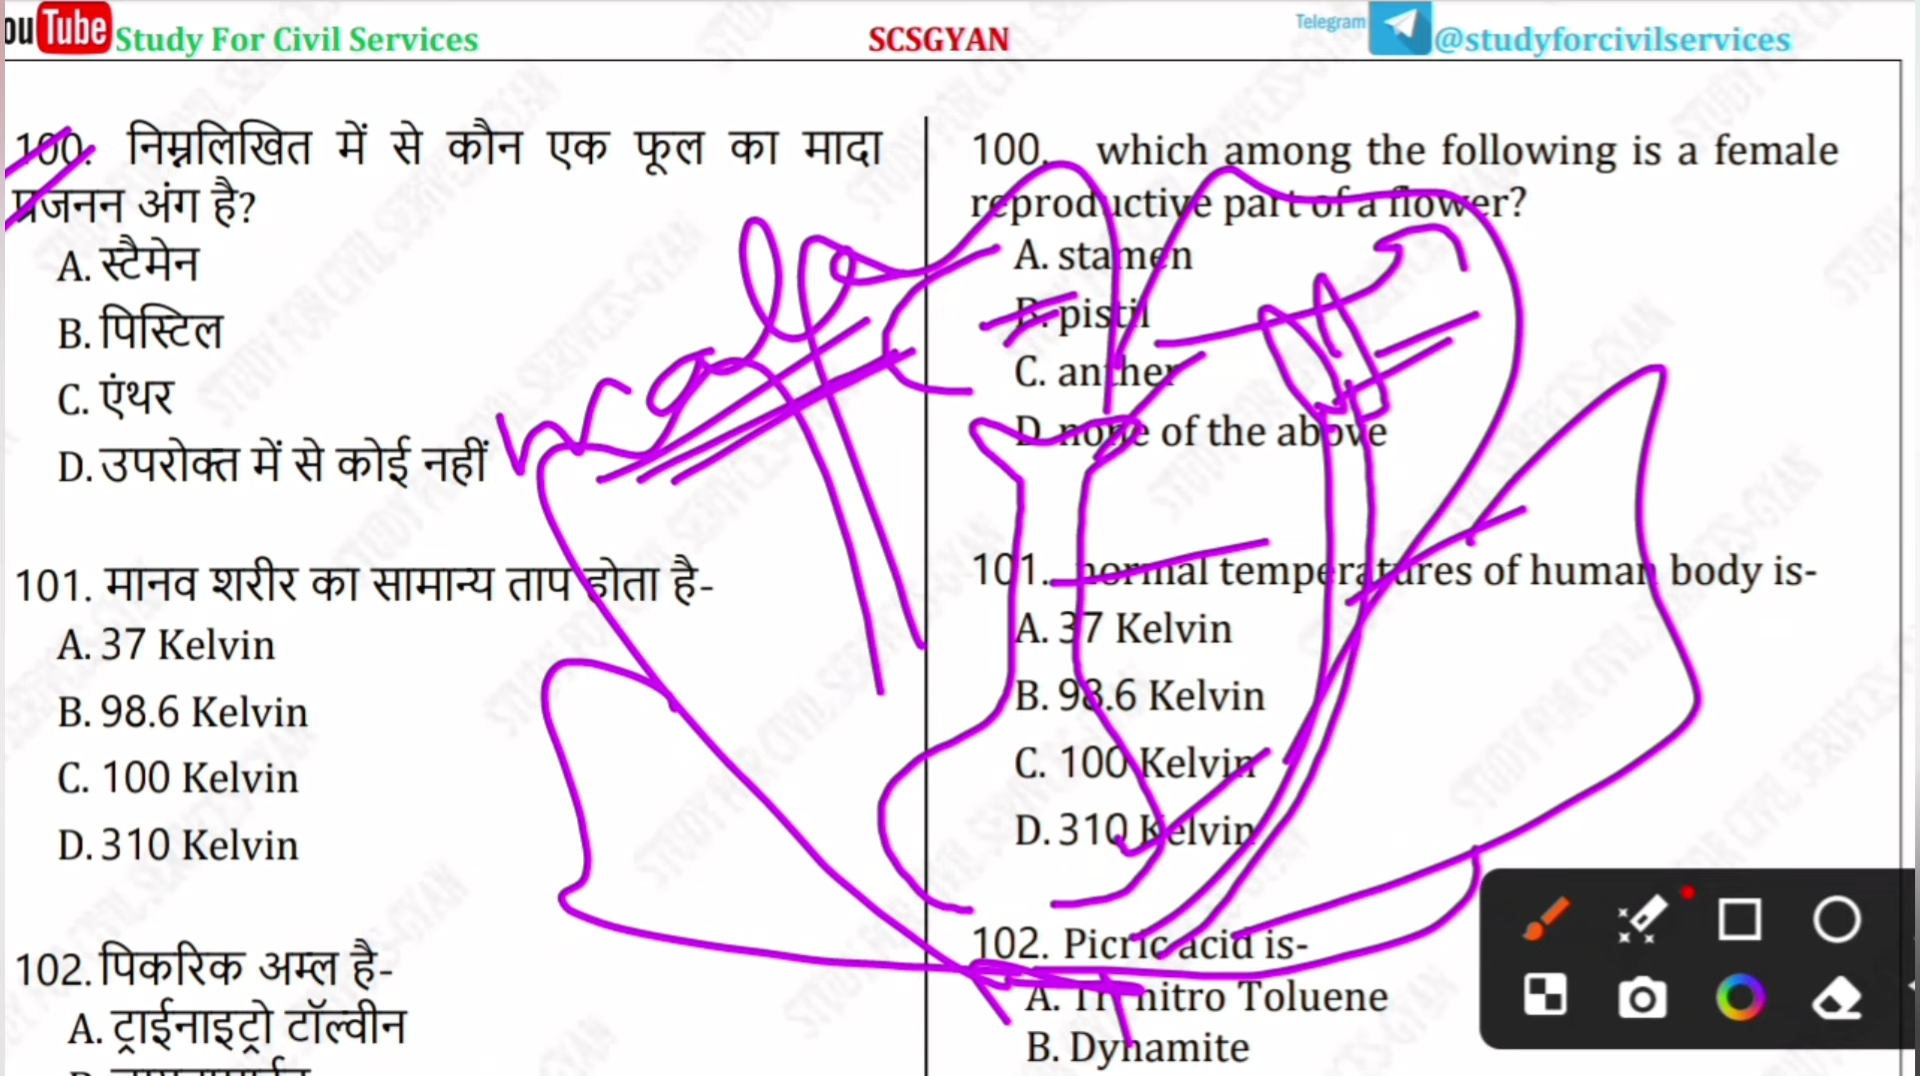 ouTube Study For Civil Services
SCSGYAN
Telegram @studyforcivilservices
100. निम्नलिखित में से कौन एक फूल का मादा
प्रजनन अंग है?
A. स्टैमेन
B. पिस्टिल
C. एंथर
D. उपरोक्त में से कोई नहीं
101. मानव शरीर का सामान्य ताप होता है-
A. 37 Kelvin
B. 98.6 Kelvin
C. 100 Kelvin
D. 310 Kelvin
102. पिकरिक अम्ल है-
A. ट्राईनाइट्रो टॉल्वीन
100. which among the following is a female
reproductive part of a flower?
A. stamen
B. pistil
C. anther
D. none of the above
101. normal temperatures of human body is-
A. 37 Kelvin
B. 98.6 Kelvin
C. 100 Kelvin
D. 310 Kelvin
102. Picric acid is-
A. Tri nitro Toluene
B. Dynamite